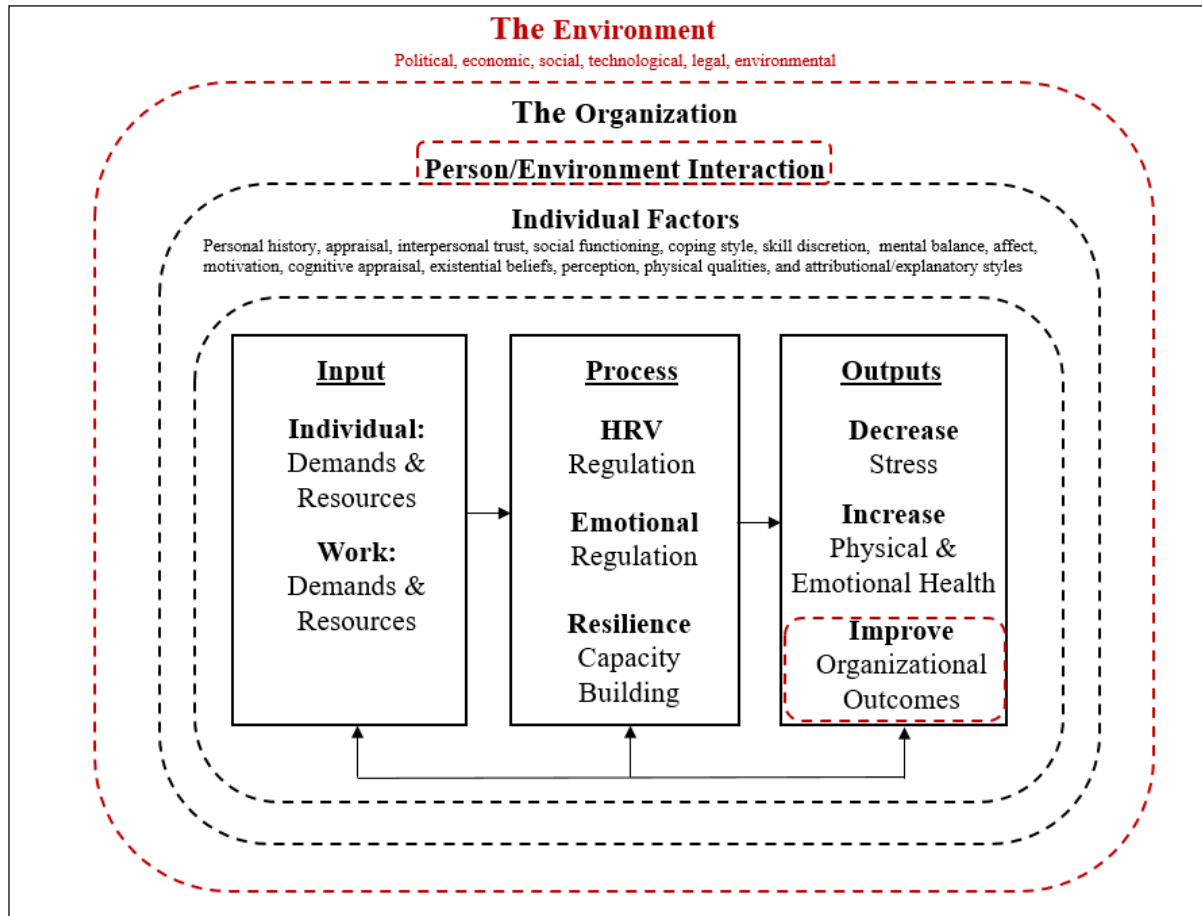 The Environment
Political, economic, social, technological, legal, environmental
The Organization
Person/Environment Interaction
Individual Factors
Personal history, appraisal, interpersonal trust, social functioning, coping style, skill discretion, mental balance, affect,
motivation, cognitive appraisal, existential beliefs, perception, physical qualities, and attributional/explanatory styles
Input
Individual:
Demands &
Resources
Work:
Demands &
Resources
Process
HRV
Regulation
Emotional
Regulation
Resilience
Capacity
Building
Outputs
Decrease
Stress
Increase
Physical &
Emotional Health
Improve
Organizational
Outcomes